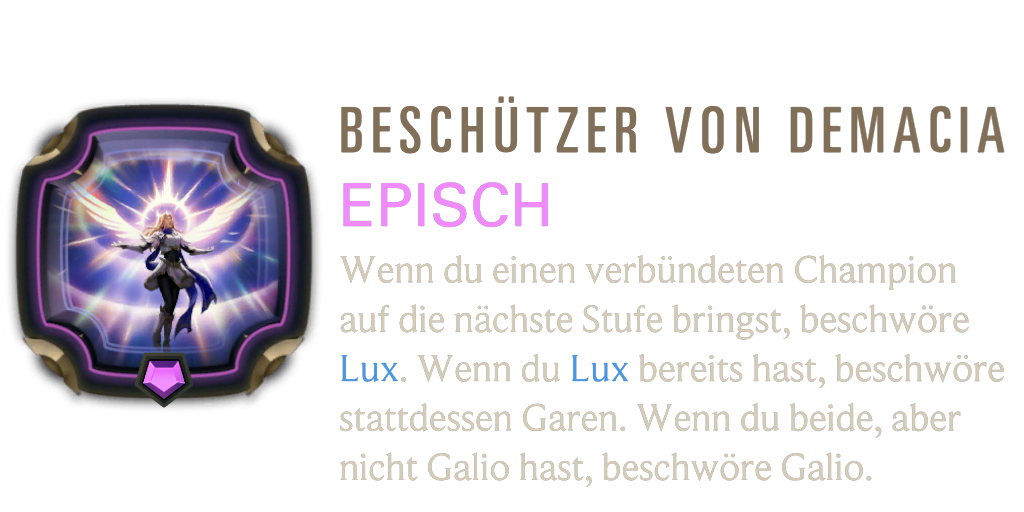 BESCHÜTZER VON DEMACIA
EPISCH
Wenn du einen verbündeten Champion
auf die nächste Stufe bringst, beschwöre
Lux. Wenn du Lux bereits hast, beschwöre
stattdessen Garen. Wenn du beide, aber
nicht Galio hast, beschwöre Galio.